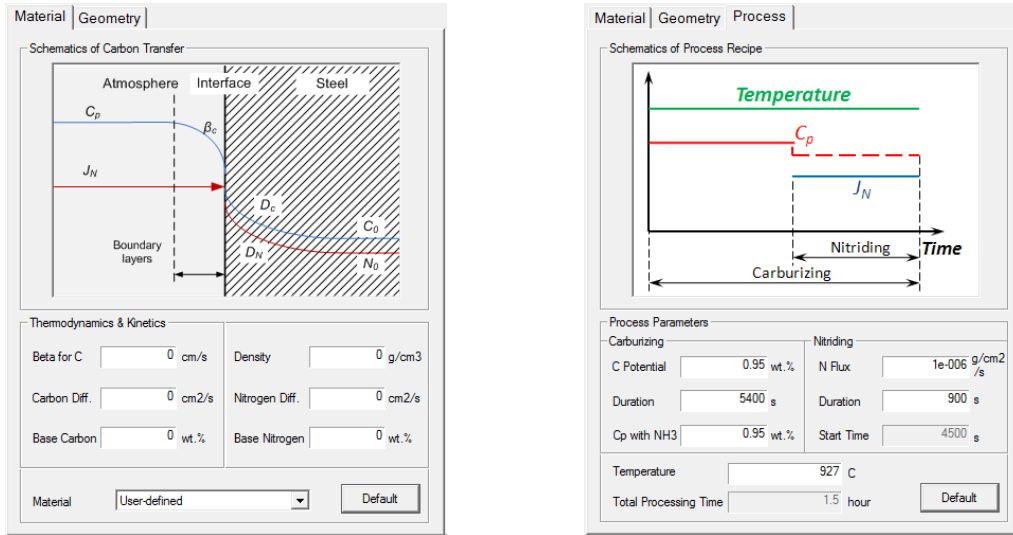 Material Geometry
Schematics of Carbon Transfer
Atmosphere Interface Steel
Cp
βc
JN
Dc
C0
Boundary
layers
DN
N0
Thermodynamics & Kinetics
Beta for C 0 cm/s Density 0 g/cm3
Carbon Diff. 0 cm2/s Nitrogen Diff. 0 cm2/s
Base Carbon 0 wt.% Base Nitrogen 0 wt.%
Material User-defined Default
Material Geometry Process
Schematics of Process Recipe
Temperature
Cp
JN
Nitriding Time
Carburizing
Process Parameters
Carburizing Nitriding
C Potential 0.95 wt.% N Flux 1e-006 g/cm2
/s
Duration 5400 s Duration 900 s
Cp with NH3 0.95 wt.% Start Time 4500 s
Temperature 927 C
Total Processing Time 1.5 hour Default